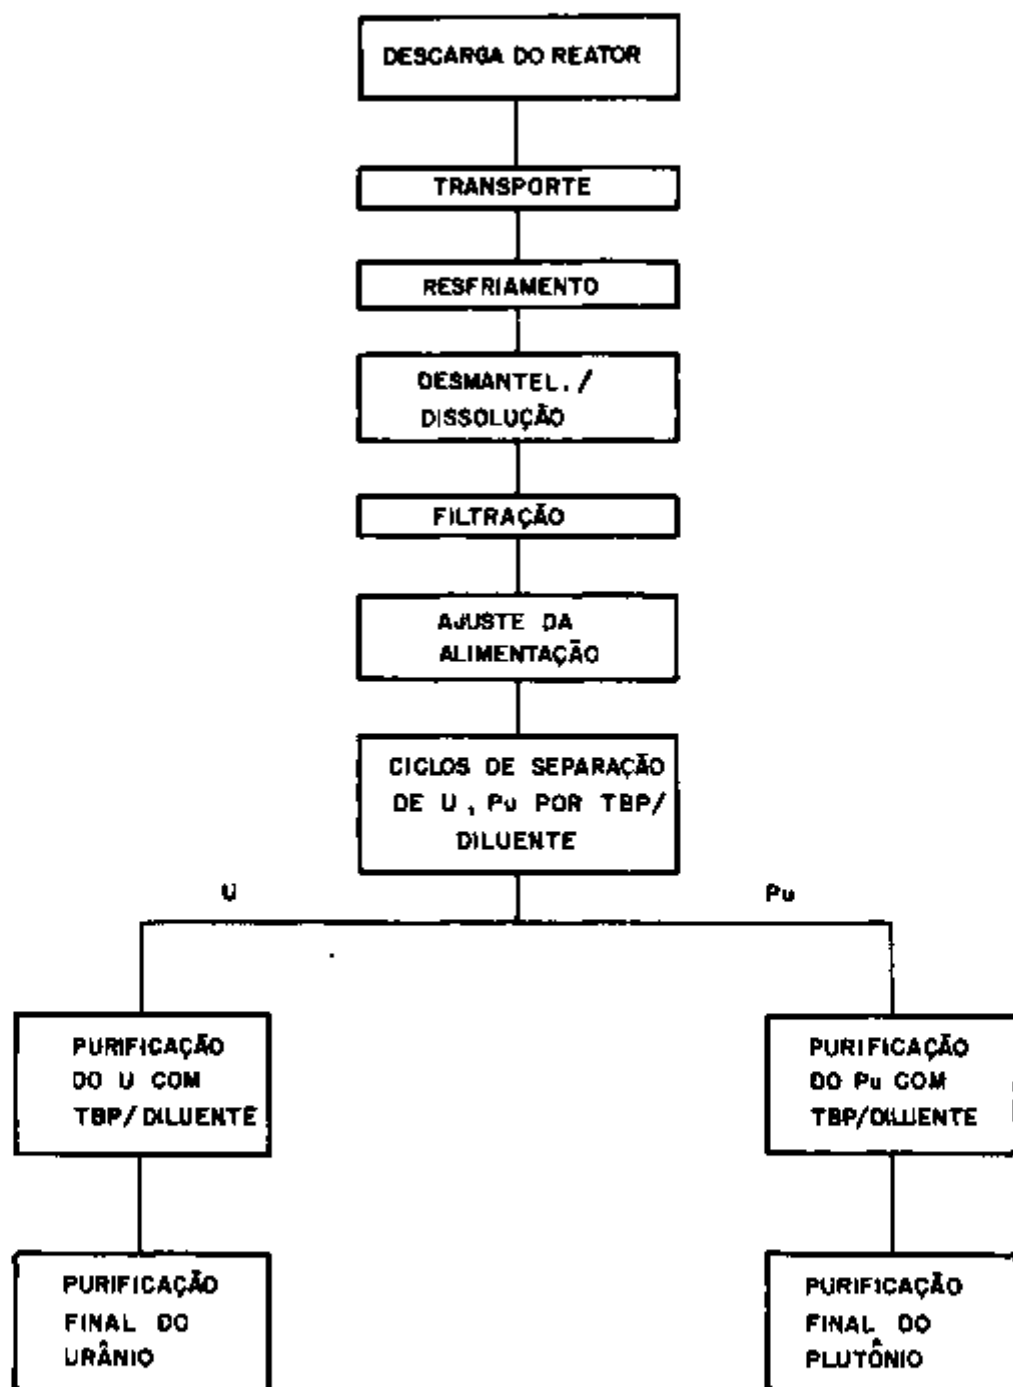 DESCARGA DO REATOR
TRANSPORTE
RESFRIAMENTO
DESMANTEL. /
DISSOLUÇÃO
FILTRAÇÃO
AJUSTE DA
ALIMENTAÇÃO
CICLOS DE SEPARAÇÃO
DE U, Pu POR TBP/
DILUENTE
U
Pu
PURIFICAÇÃO
DO U COM
TBP/DILUENTE
PURIFICAÇÃO
DO Pu COM
TBP/DILUENTE
PURIFICAÇÃO
FINAL DO
URÂNIO
PURIFICAÇÃO
FINAL DO
PLUTÔNIO